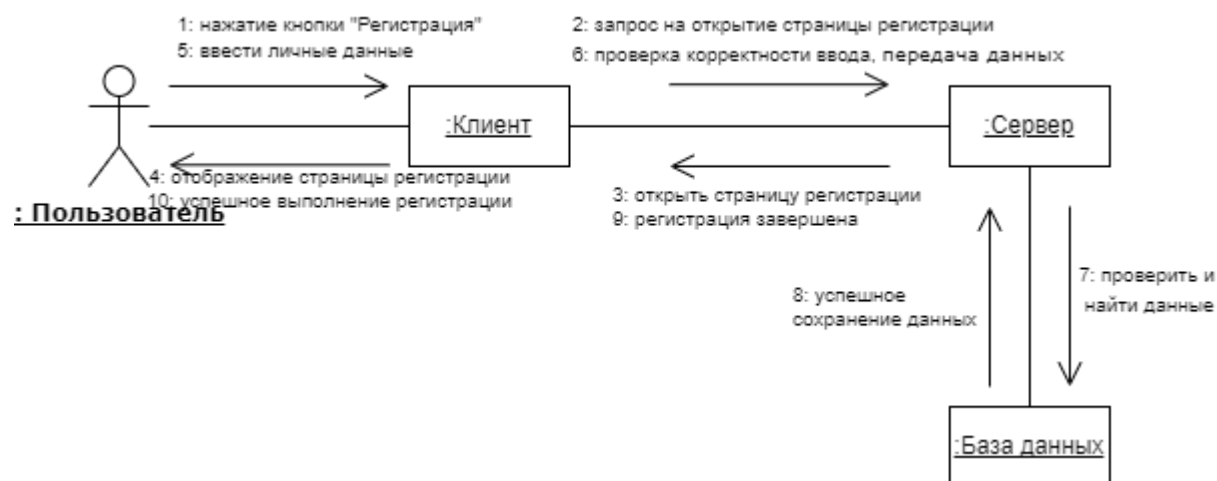 1: нажатие кнопки "Регистрация"
5: ввести личные данные
2: запрос на открытие страницы регистрации
6: проверка корректности ввода, передача данных
:Клиент
:Сервер
4: отображение страницы регистрации
10: успешное выполнение регистрации
: Пользователь
3: открыть страницу регистрации
9: регистрация завершена
7: проверить и
найти данные
8: успешное
сохранение данных
:База данных